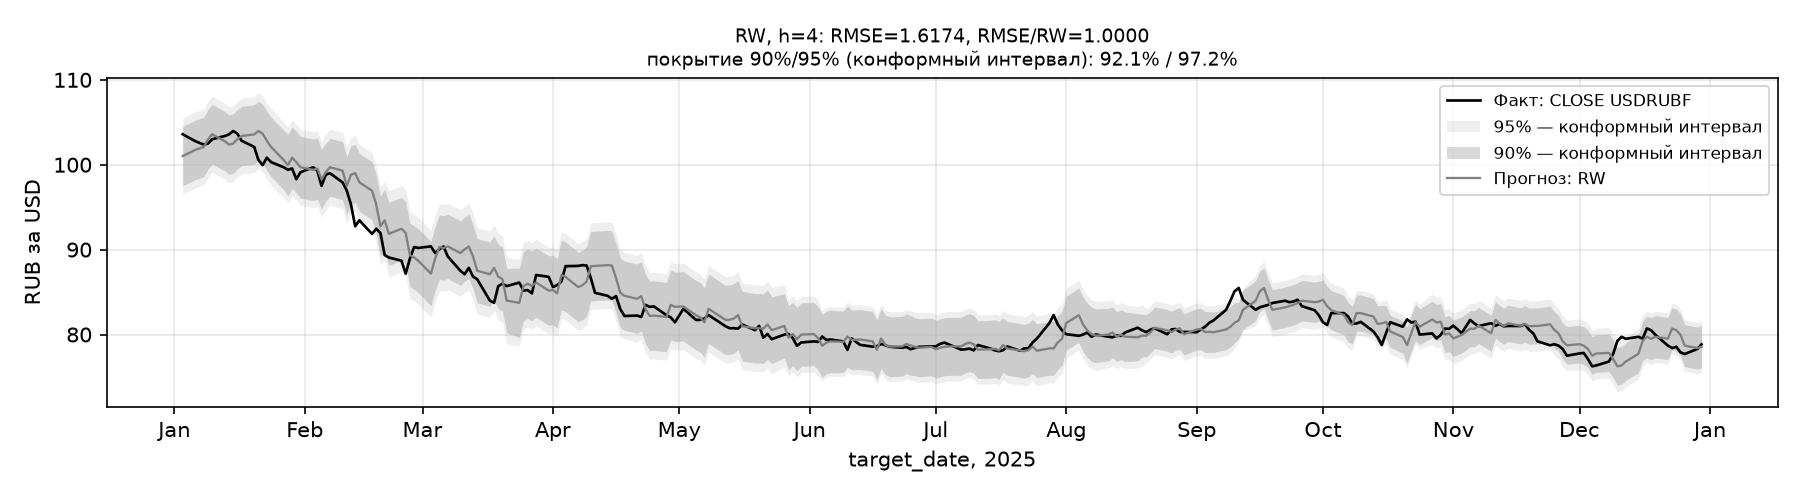 RW, h=4: RMSE=1.6174, RMSE/RW=1.0000
покрытие 90%/95% (конформный интервал): 92.1% / 97.2%
110
100
90
80
RUB за USD
Факт: CLOSE USDRUBF
95% — конформный интервал
90% — конформный интервал
Прогноз: RW
Jan Feb Mar Apr May Jun Jul Aug Sep Oct Nov Dec Jan
target_date, 2025